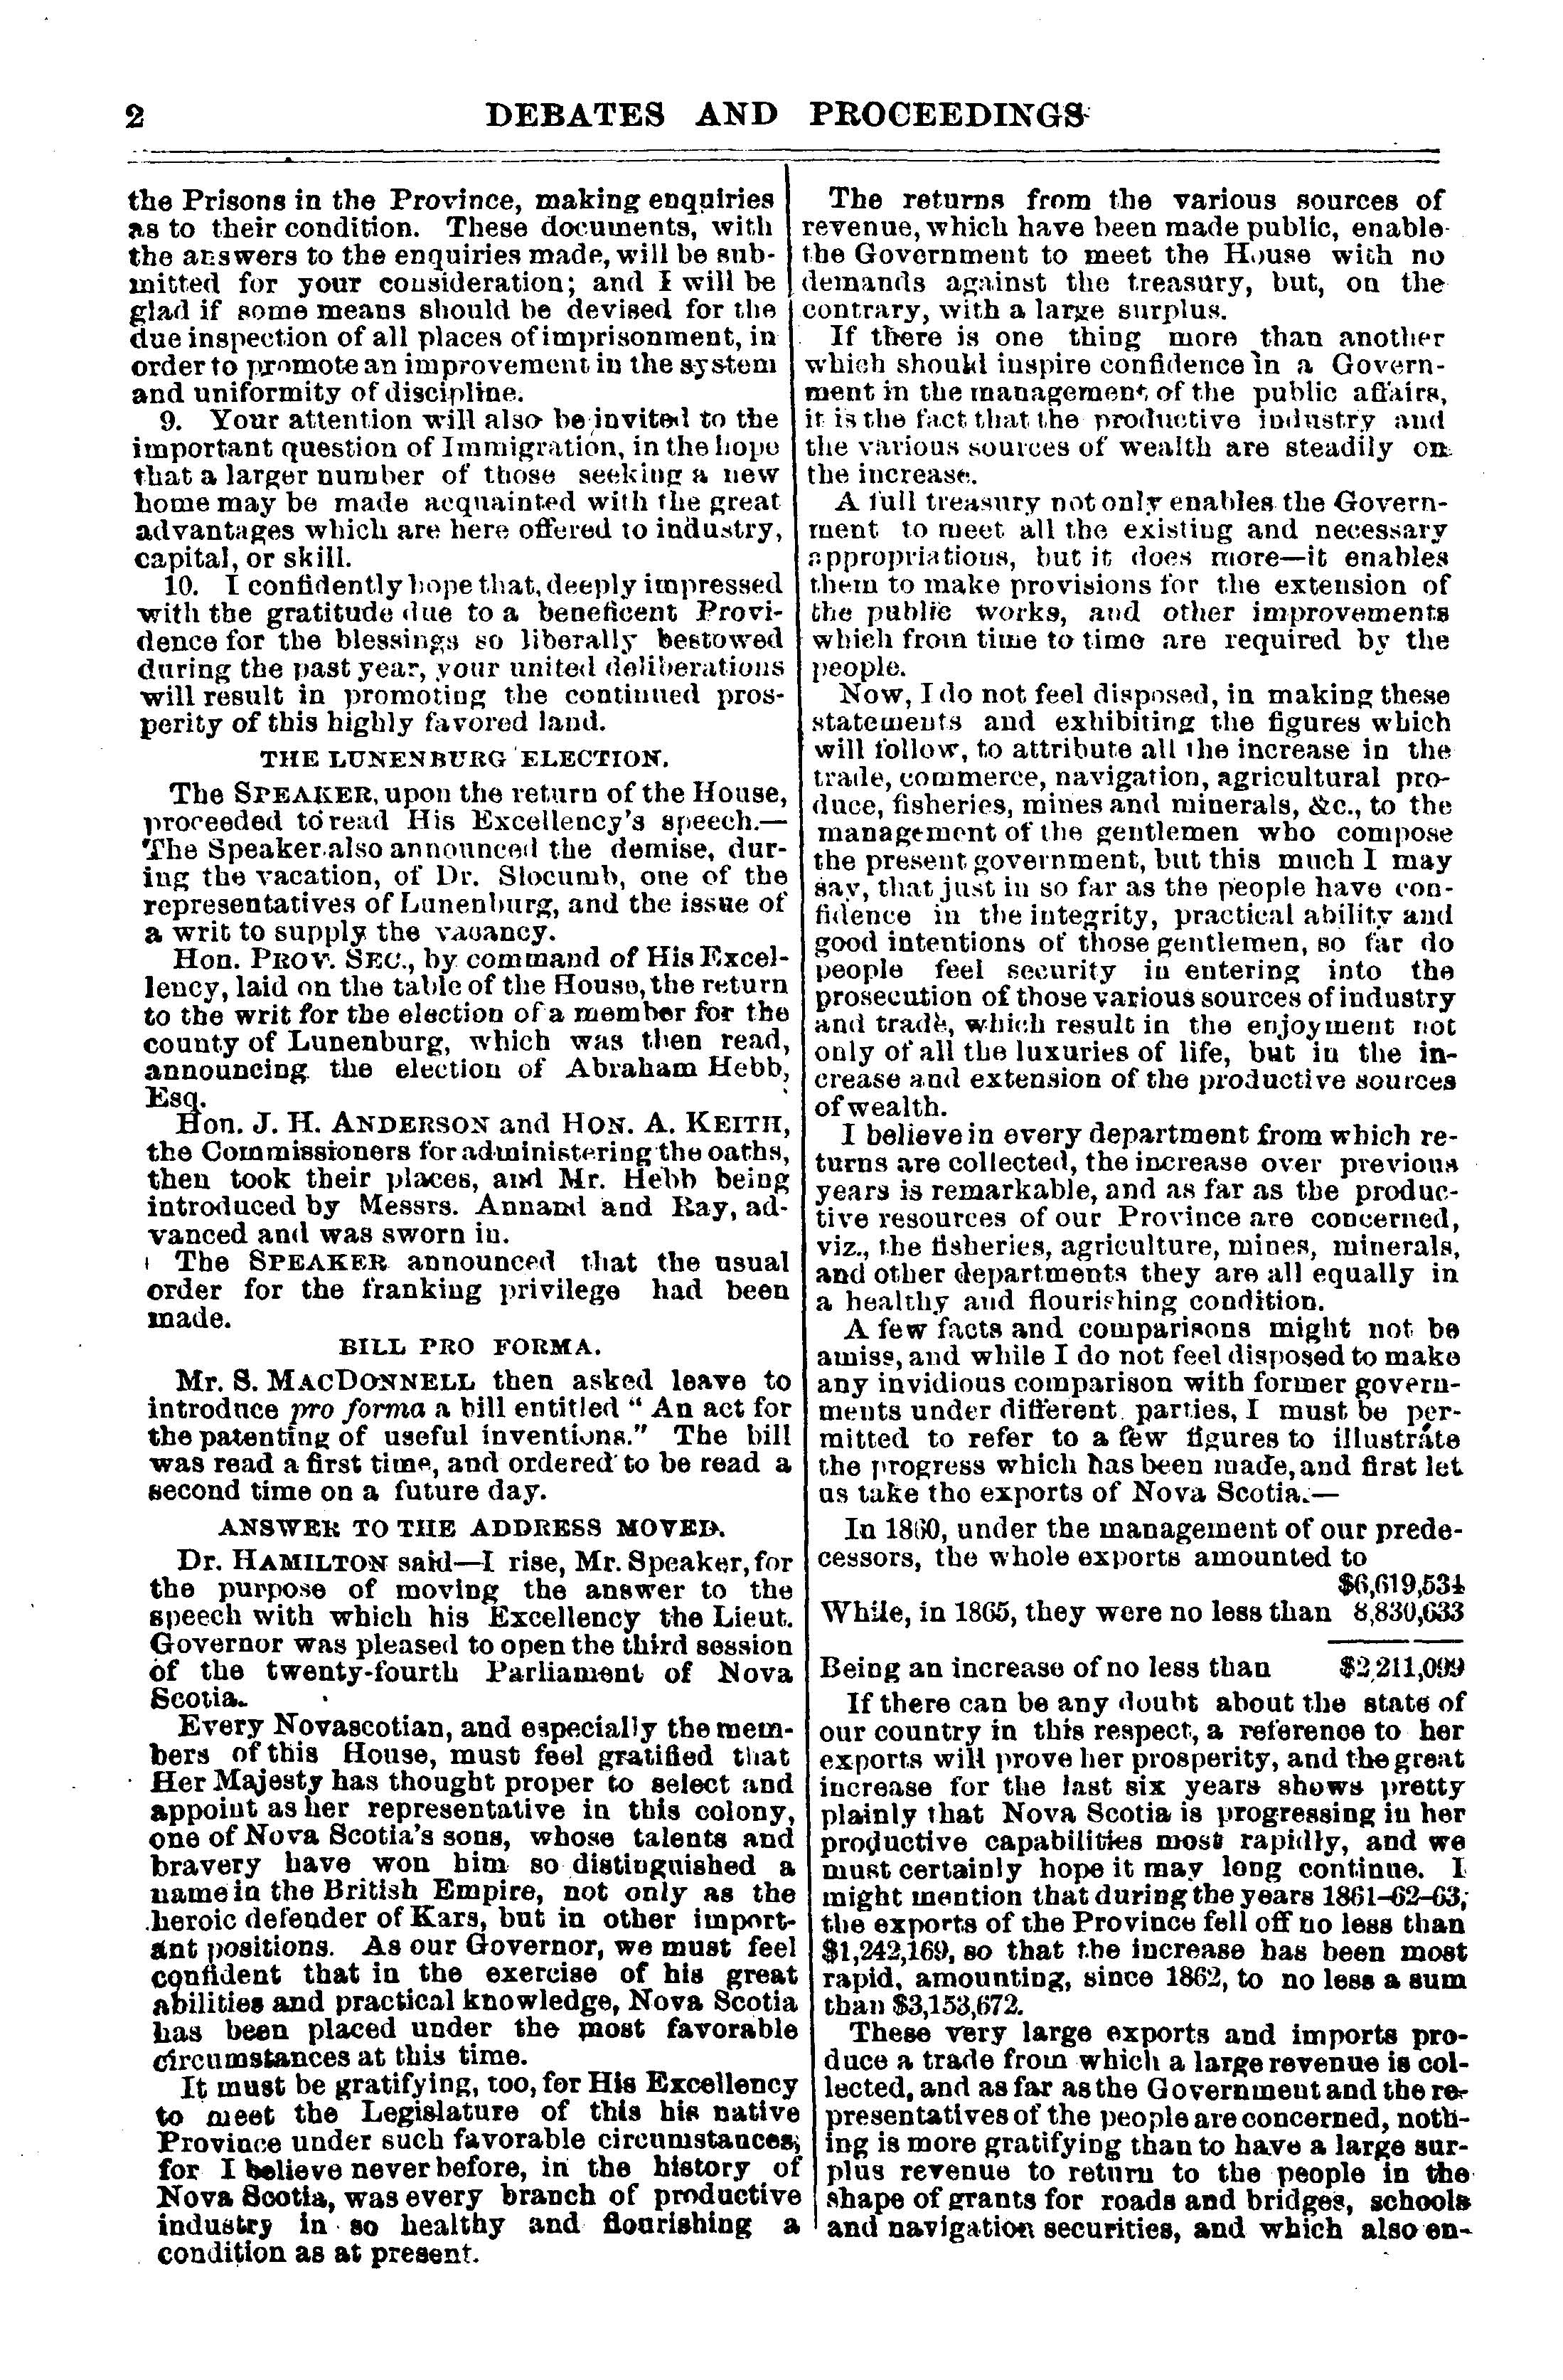 2 DEBATES AND PROCEEDINGS
the Prisons in the Province, making enquiries
as to their condition. These documents, with
the answers to the enquiries made, will be sub-
mitted for your consideration; and I will be
glad if some means should be devised for the
due inspection of all places of imprisonment, in
order to promote an improvement in the system
and uniformity of discipline.
9. Your attention will also be invited to the
important question of Immigration, in the hope
that a larger number of those seeking a new
home may be made acquainted with the great
advantages which are here offered to industry,
capital, or skill.
10. I confidently hope that, deeply impressed
with the gratitude due to a beneficent Provi-
dence for the blessings so liberally bestowed
during the past year, your united deliberations
will result in promoting the continued pros-
perity of this highly favored land.
THE LUNENBURG ELECTION.
The SPEAKER, upon the return of the House,
proceeded to read His Excellency's speech.—
The Speaker also announced the demise, dur-
ing the vacation, of Dr. Slocumb, one of the
representatives of Lunenburg, and the issue of
a writ to supply the vacancy.
Hon. PROV. SEC., by command of His Excel-
lency, laid on the table of the House, the return
to the writ for the election of a member for the
county of Lunenburg, which was then read,
announcing the election of Abraham Hebb,
Esq.
Hon. J. H. ANDERSON and HON. A. KEITH,
the Commissioners for administering the oaths,
then took their places, and Mr. Hebb being
introduced by Messrs. Annand and Ray, ad-
vanced and was sworn in.
The SPEAKER announced that the usual
order for the franking privilege had been
made.
BILL PRO FORMA.
Mr. S. MACDONNELL then asked leave to
introduce pro forma a bill entitled " An act for
the patenting of useful inventions." The bill
was read a first time, and ordered to be read a
second time on a future day.
ANSWER TO THE ADDRESS MOVED.
Dr. HAMILTON said—I rise, Mr. Speaker, for
the purpose of moving the answer to the
speech with which his Excellency the Lieut.
Governor was pleased to open the third session
of the twenty-fourth Parliament of Nova
Scotia.
Every Novascotian, and especially the mem-
bers of this House, must feel gratified that
Her Majesty has thought proper to select and
appoint as her representative in this colony,
one of Nova Scotia's sons, whose talents and
bravery have won him so distinguished a
name in the British Empire, not only as the
heroic defender of Kars, but in other import-
ant positions. As our Governor, we must feel
confident that in the exercise of his great
abilities and practical knowledge, Nova Scotia
has been placed under the most favorable
circumstances at this time.
It must be gratifying, too, for His Excellency
to meet the Legislature of this his native
Province under such favorable circumstances;
for I believe never before, in the history of
Nova Scotia, was every branch of productive
industry in so healthy and flourishing a
condition as at present.
The returns from the various sources of
revenue, which have been made public, enable
the Government to meet the House with no
demands against the treasury, but, on the
contrary, with a large surplus.
If there is one thing more than another
which should inspire confidence in a Govern-
ment in the management of the public affairs,
it is the fact that the productive industry and
the various sources of wealth are steadily on
the increase.
A full treasury not only enables the Govern-
ment to meet all the existing and necessary
appropriations, but it does more—it enables
them to make provisions for the extension of
the public works, and other improvements
which from time to time are required by the
people.
Now, I do not feel disposed, in making these
statements and exhibiting the figures which
will follow, to attribute all the increase in the
trade, commerce, navigation, agricultural pro-
duce, fisheries, mines and minerals, &c., to the
management of the gentlemen who compose
the present government, but this much I may
say, that just in so far as the people have con-
fidence in the integrity, practical ability and
good intentions of those gentlemen, so far do
people feel security in entering into the
prosecution of those various sources of industry
and trade, which result in the enjoyment not
only of all the luxuries of life, but in the in-
crease and extension of the productive sources
of wealth.
I believe in every department from which re-
turns are collected, the increase over previous
years is remarkable, and as far as the produc-
tive resources of our Province are concerned,
viz., the fisheries, agriculture, mines, minerals,
and other departments they are all equally in
a healthy and flourishing condition.
A few facts and comparisons might not be
amiss, and while I do not feel disposed to make
any invidious comparison with former govern-
ments under different parties, I must be per-
mitted to refer to a few figures to illustrate
the progress which has been made, and first let
us take the exports of Nova Scotia.—
In 1860, under the management of our prede-
cessors, the whole exports amounted to
$6,619,534
While, in 1865, they were no less than 8,830,633
Being an increase of no less than $2,211,099
If there can be any doubt about the state of
our country in this respect, a reference to her
exports will prove her prosperity, and the great
increase for the last six years shows pretty
plainly that Nova Scotia is progressing in her
productive capabilities most rapidly, and we
must certainly hope it may long continue. I
might mention that during the years 1861-62-63,
the exports of the Province fell off no less than
$1,242,169, so that the increase has been most
rapid, amounting, since 1862, to no less a sum
than $3,153,672.
These very large exports and imports pro-
duce a trade from which a large revenue is col-
lected, and as far as the Government and the re-
presentatives of the people are concerned, noth-
ing is more gratifying than to have a large sur-
plus revenue to return to the people in the
shape of grants for roads and bridges, schools
and navigation securities, and which also en-